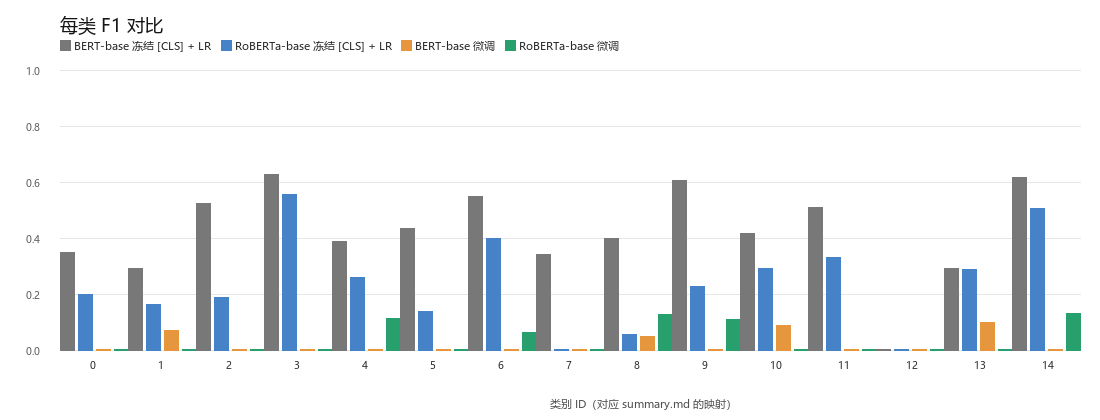 每类 F1 对比
BERT-base 冻结 [CLS] + LR RoBERTa-base 冻结 [CLS] + LR BERT-base 微调 RoBERTa-base 微调
1.0
0.8
0.6
0.4
0.2
0.0
0 1 2 3 4 5 6 7 8 9 10 11 12 13 14
类别 ID（对应 summary.md 的映射）